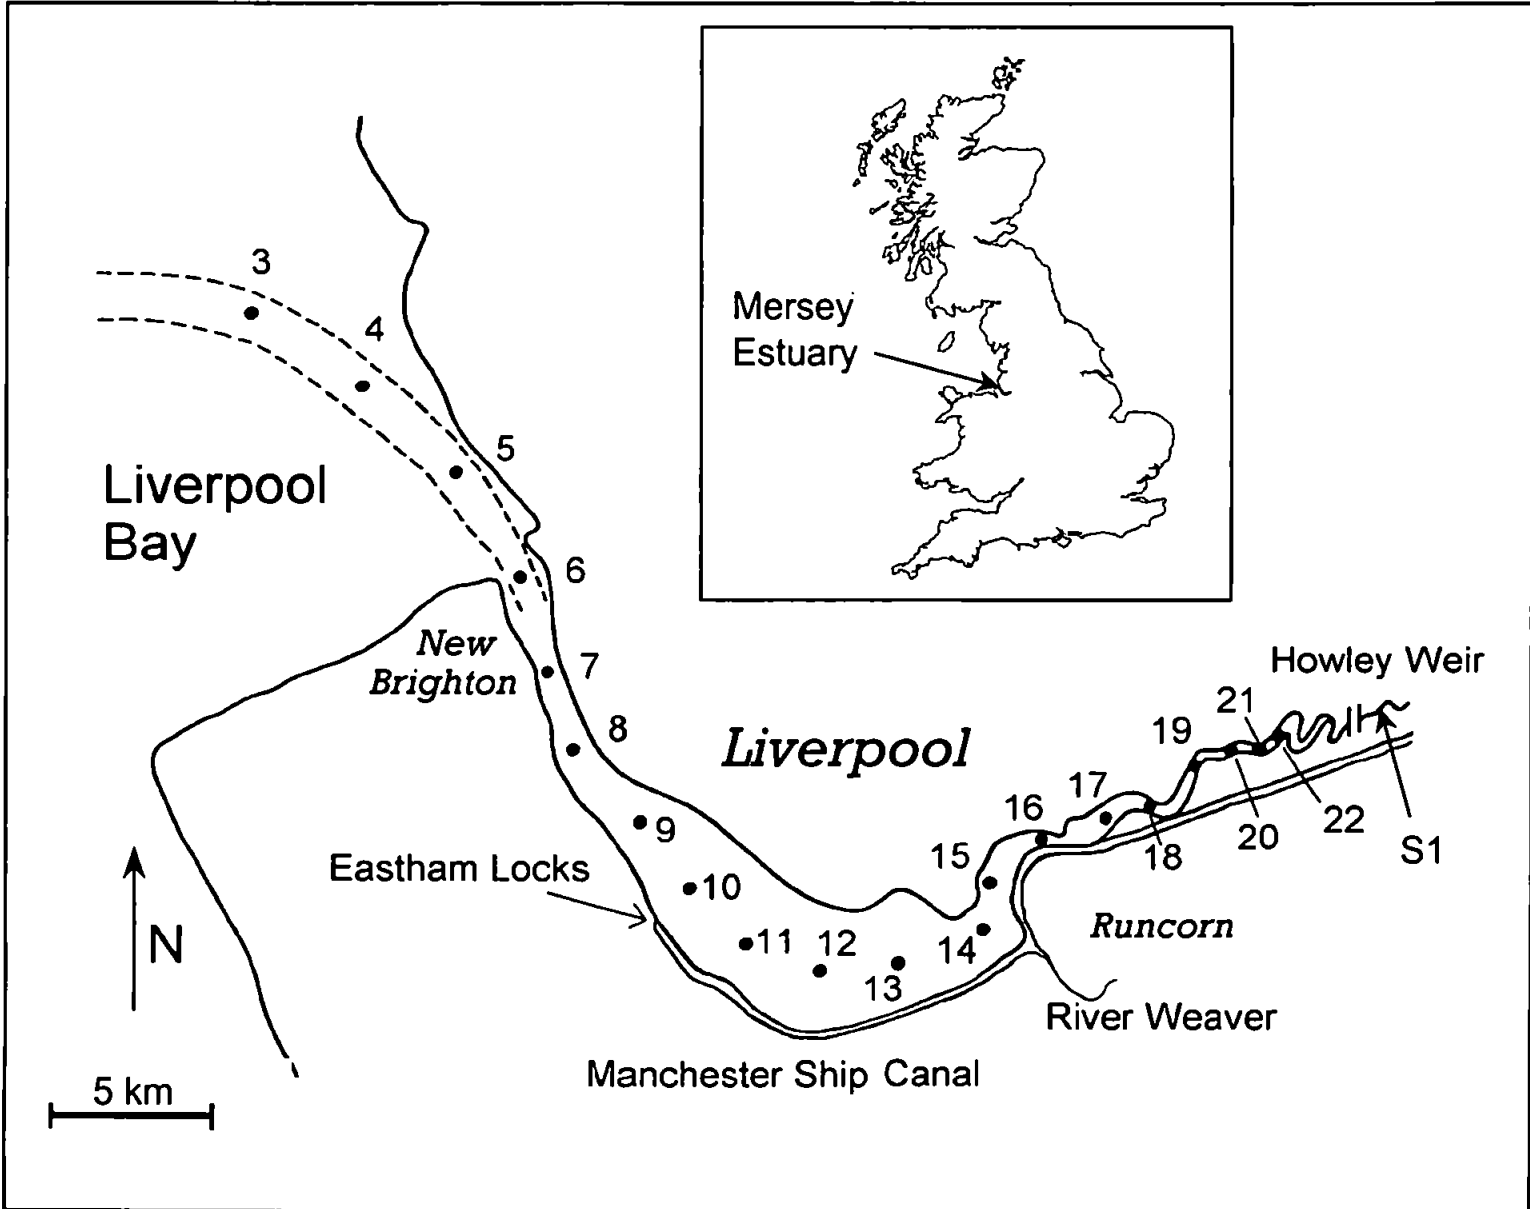 Mersey
Estuary
3
4
5
Liverpool
Bay
6
New
Brighton
7
8
Liverpool
Howley Weir
21
19
9
16
17
20
22
18
S1
15
Eastham Locks
10
11
12
13
14
Runcorn
N
River Weaver
Manchester Ship Canal
5 km